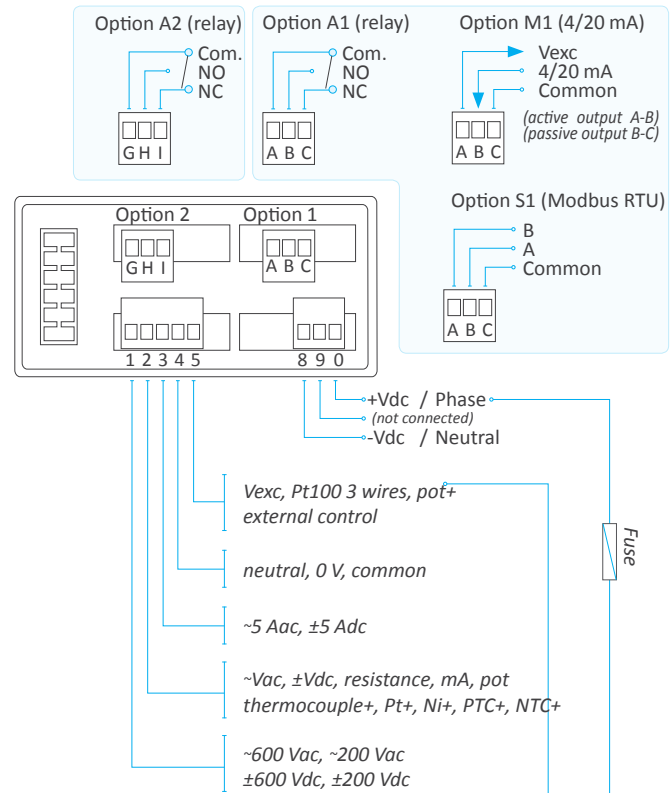 Option A2 (relay)
Com.
NO
NC
G H I
Option A1 (relay)
Com.
NO
NC
A B C
Option M1 (4/20 mA)
Vexc
4/20 mA
Common
(active output A-B)
(passive output B-C)
A B C
Option S1 (Modbus RTU)
B
A
Common
A B C
Option 2
G H I
Option 1
A B C
1 2 3 4 5
8 9 0
+Vdc / Phase
(not connected)
-Vdc / Neutral
Fuse
Vexc, Pt100 3 wires, pot+
external control
neutral, 0 V, common
~5 Aac, ±5 Adc
~Vac, ±Vdc, resistance, mA, pot
thermocouple+, Pt+, Ni+, PTC+, NTC+
~600 Vac, ~200 Vac
±600 Vdc, ±200 Vdc